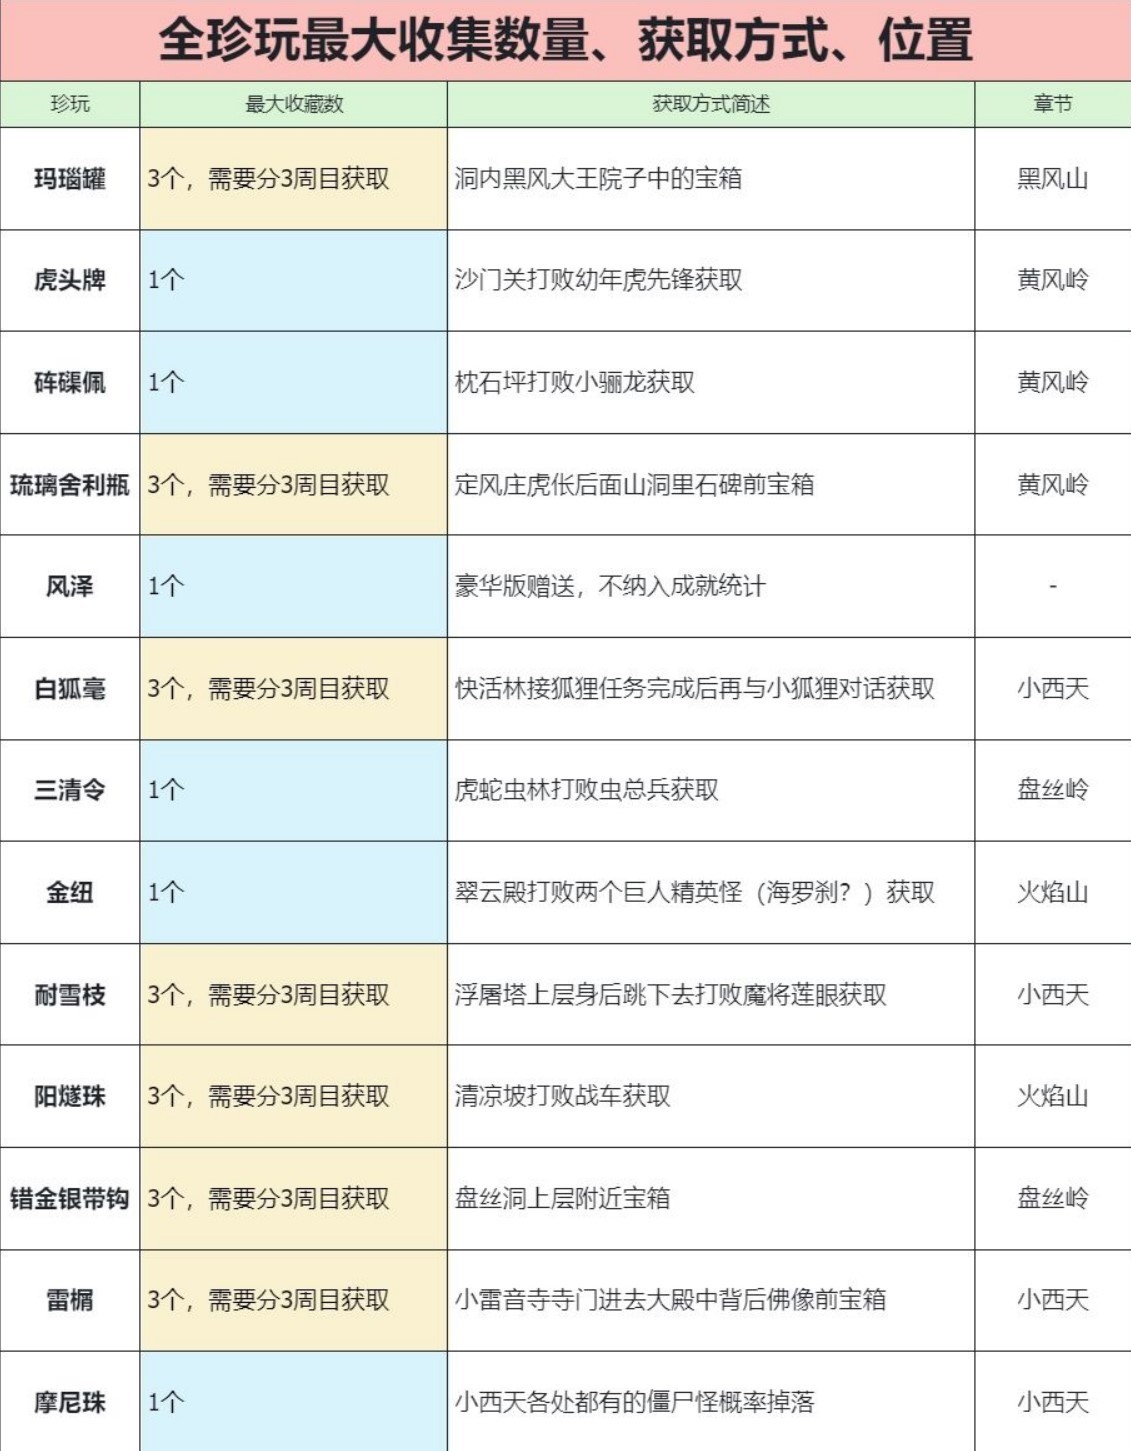 全珍玩最大收集数量、获取方式、位置
珍玩 最大收藏数 获取方式简述 章节
玛瑙罐 3个，需要分3周目获取 洞内黑风大王院子中的宝箱 黑风山
虎头牌 1个 沙门关打败幼年虎先锋获取 黄风岭
砗磲佩 1个 枕石坪打败小骊龙获取 黄风岭
琉璃舍利瓶 3个，需要分3周目获取 定风庄虎伥后面山洞里石碑前宝箱 黄风岭
风泽 1个 豪华版赠送，不纳入成就统计 -
白狐毫 3个，需要分3周目获取 快活林接狐狸任务完成后再与小狐狸对话获取 小西天
三清令 1个 虎蛇虫林打败虫总兵获取 盘丝岭
金纽 1个 翠云殿打败两个巨人精英怪（海罗刹？）获取 火焰山
耐雪枝 3个，需要分3周目获取 浮屠塔上层身后跳下去打败魔将莲眼获取 小西天
阳燧珠 3个，需要分3周目获取 清凉坡打败战车获取 火焰山
错金银带钩 3个，需要分3周目获取 盘丝洞上层附近宝箱 盘丝岭
雷榍 3个，需要分3周目获取 小雷音寺寺门进去大殿中背后佛像前宝箱 小西天
摩尼珠 1个 小西天各处都有的僵尸怪概率掉落 小西天